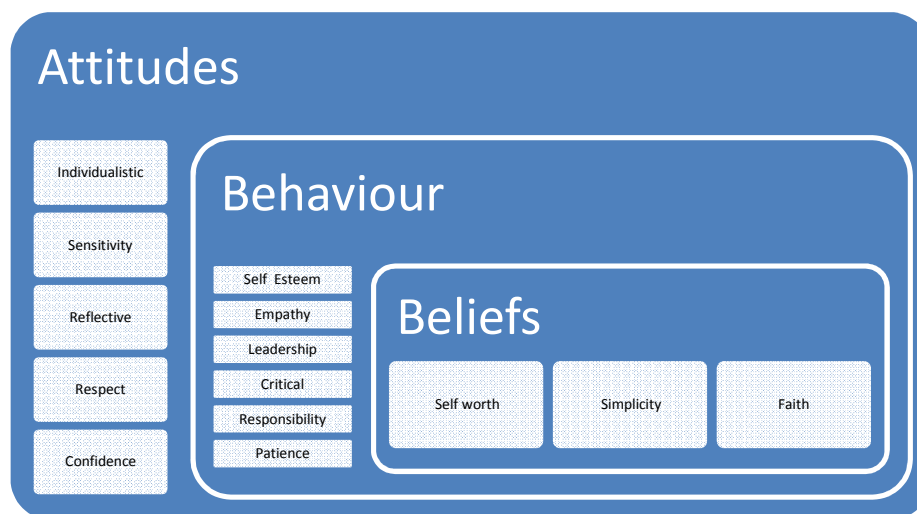 Attitudes
Individualistic
Sensitivity
Reflective
Respect
Confidence
Behaviour
Self Esteem
Empathy
Leadership
Critical
Responsibility
Patience
Beliefs
Self worth
Simplicity
Faith